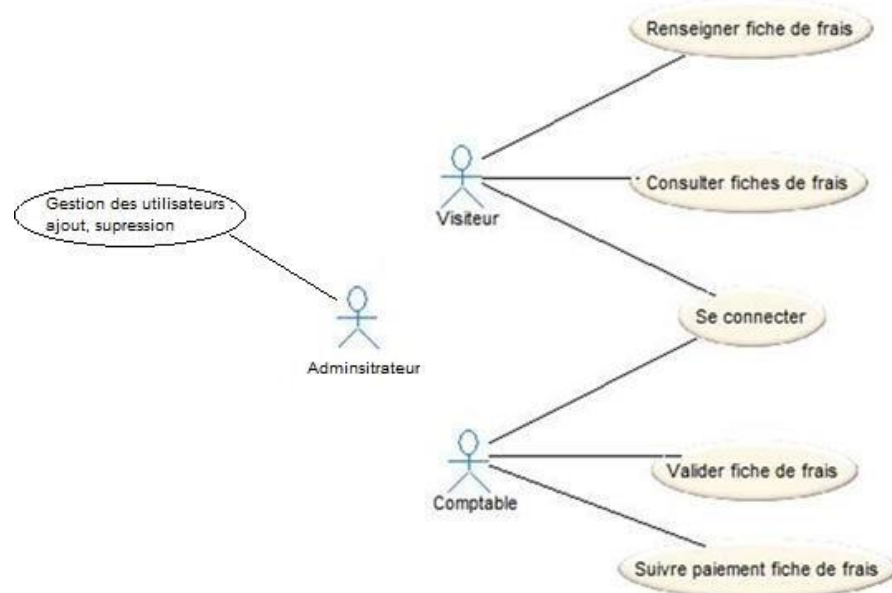 Renseigner fiche de frais
Consulter fiches de frais
Visiteur
Gestion des utilisateurs
ajout, supression
Se connecter
Adminsitrateur
Valider fiche de frais
Comptable
Suivre paiement fiche de frais